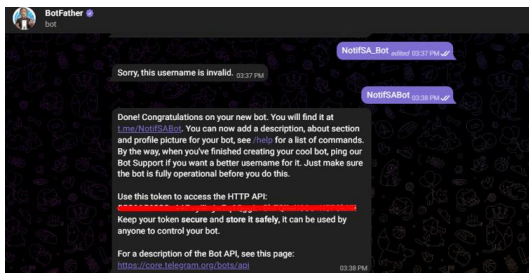 BotFather
bot
NotifSA_Bot edited 03:37 PM
Sorry, this username is invalid. 03:37 PM
NotifSABot 03:38 PM
Done! Congratulations on your new bot. You will find it at
t.me/NotifSABot. You can now add a description, about section
and profile picture for your bot, see /help for a list of commands.
By the way, when you've finished creating your cool bot, ping our
Bot Support if you want a better username for it. Just make sure
the bot is fully operational before you do this.
Use this token to access the HTTP API:
Keep your token secure and store it safely, it can be used by
anyone to control your bot.
For a description of the Bot API, see this page:
https://core.telegram.org/bots/api 03:38 PM